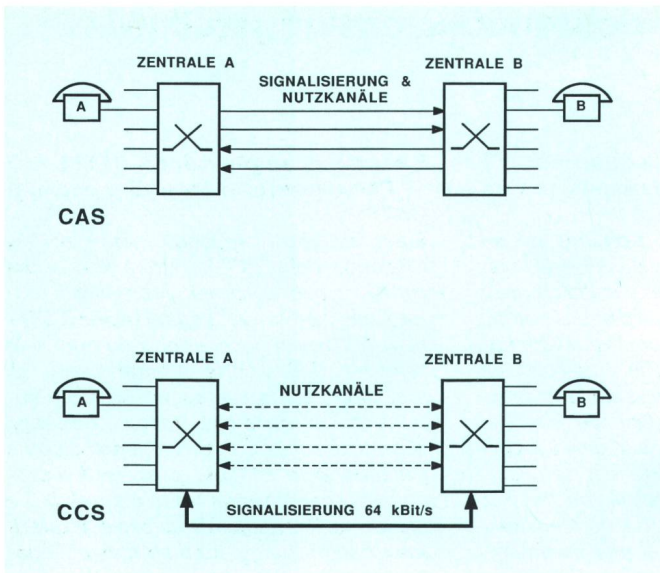 ZENTRALE A
ZENTRALE B
SIGNALISIERUNG &
NUTZKANÄLE
A
B
CAS
ZENTRALE A
ZENTRALE B
NUTZKANÄLE
A
B
CCS
SIGNALISIERUNG 64 kBit/s